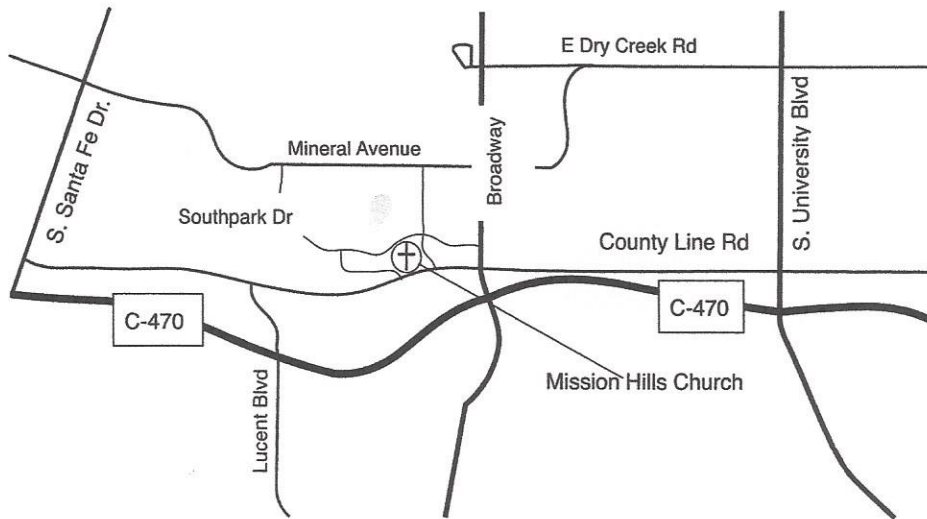 E Dry Creek Rd
S. Santa Fe Dr.
Mineral Avenue
Broadway
S. University Blvd
Southpark Dr
County Line Rd
C-470
C-470
Mission Hills Church
Lucent Blvd